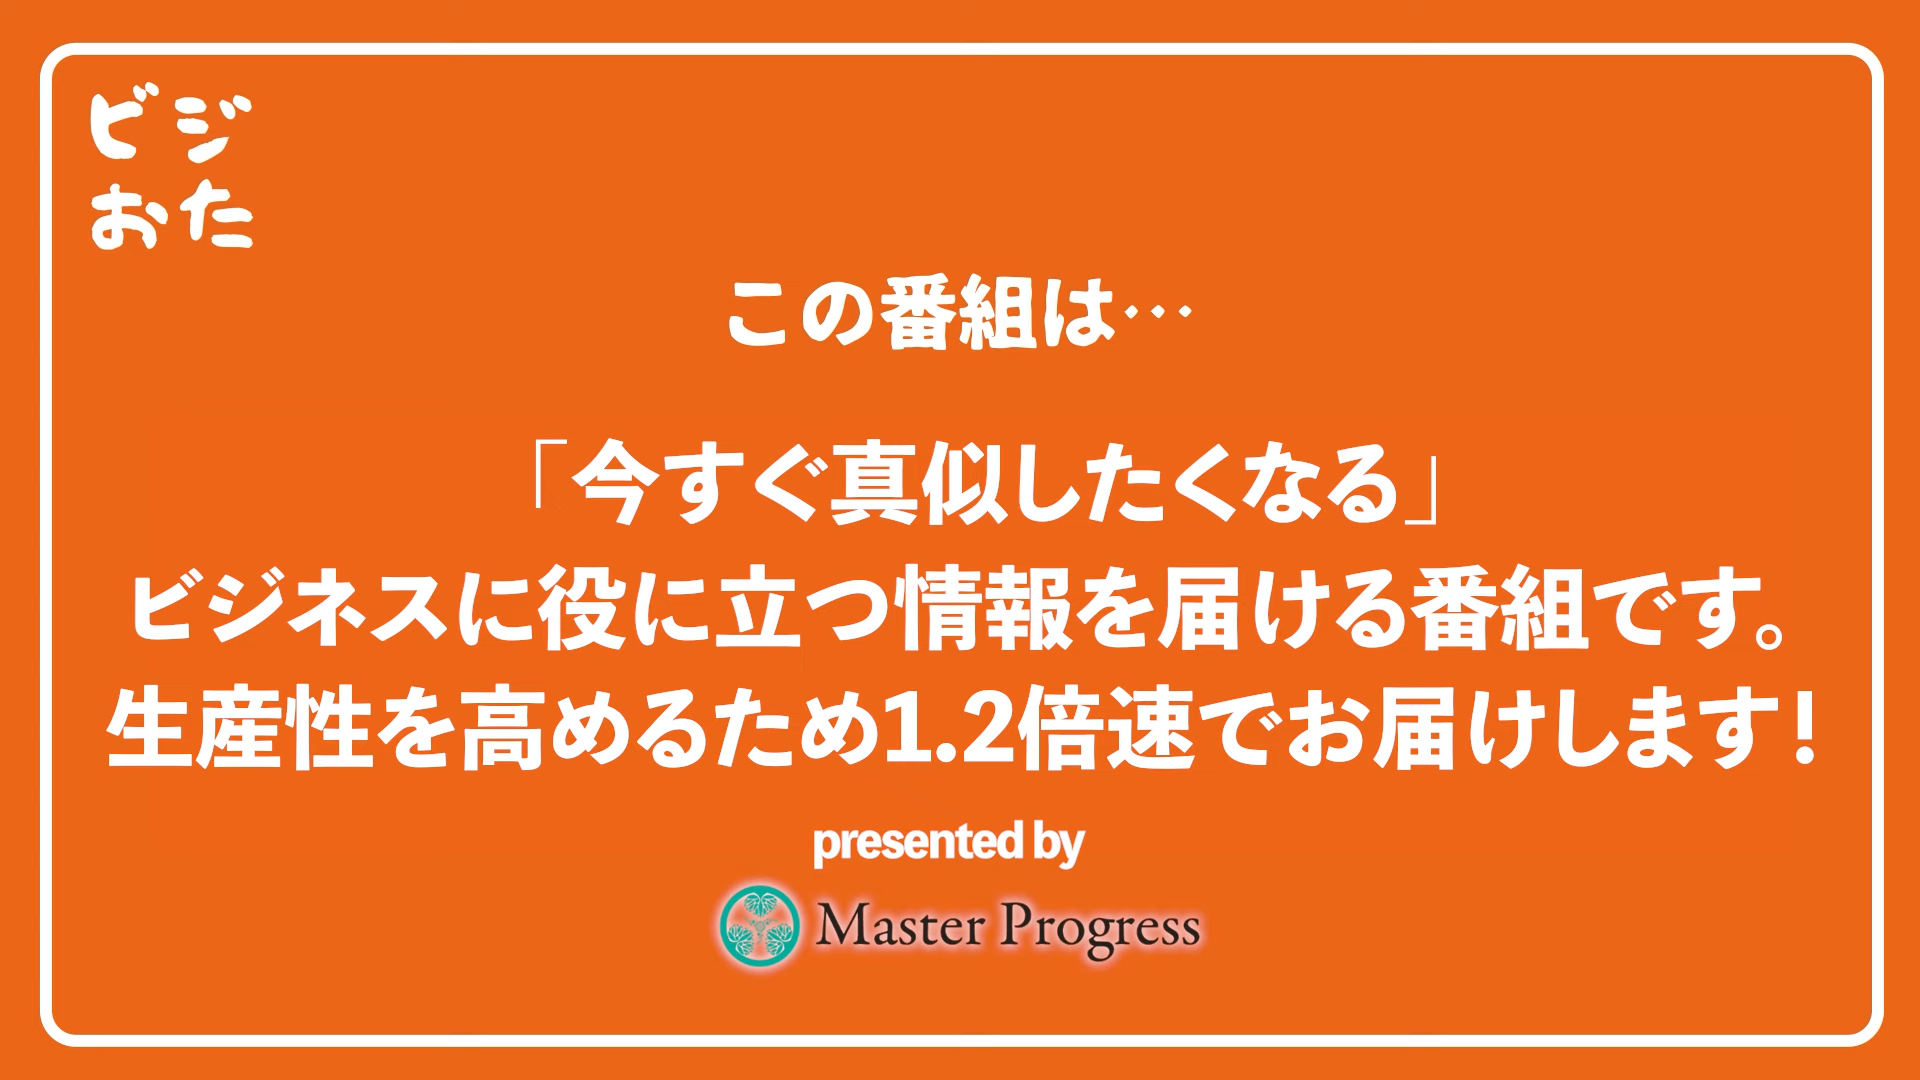 ビジ
おた
この番組は…
「今すぐ真似したくなる」
ビジネスに役に立つ情報を届ける番組です。
生産性を高めるため1.2倍速でお届けします！
presented by
Master Progress